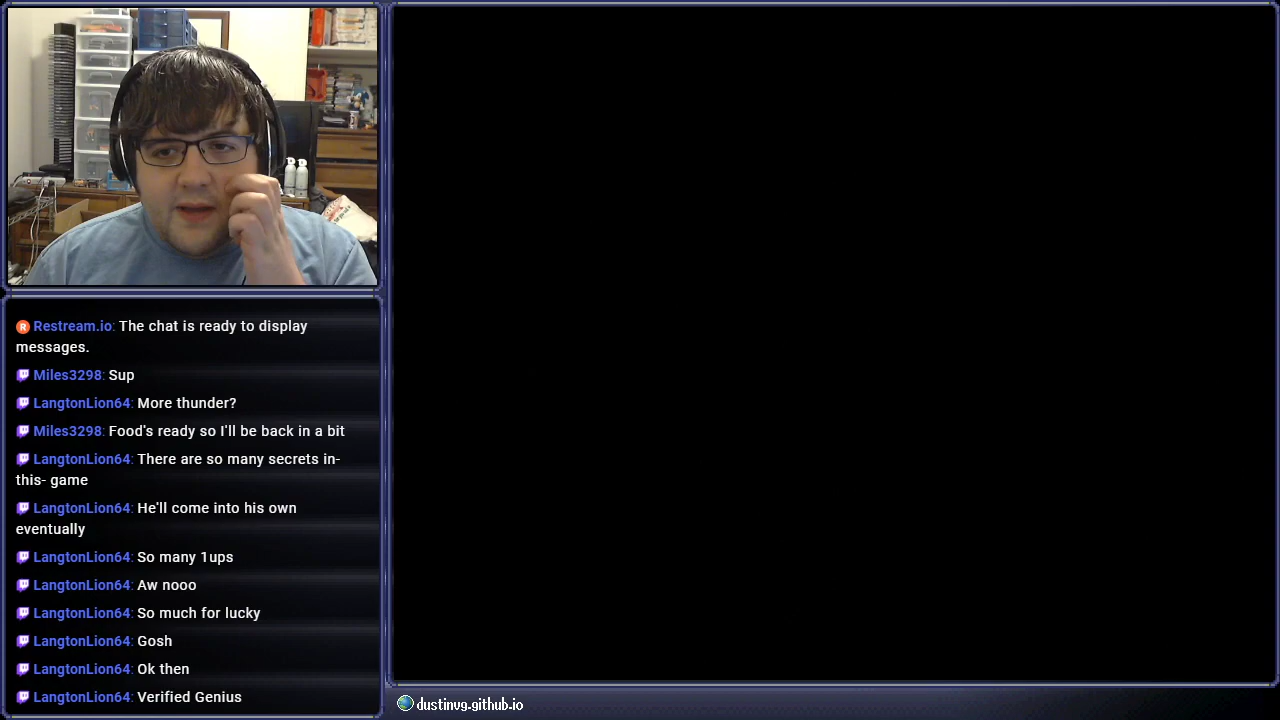 Restream.io: The chat is ready to display
messages.
Miles3298: Sup
LangtonLion64: More thunder?
Miles3298: Food's ready so I'll be back in a bit
LangtonLion64: There are so many secrets in-
this- game
LangtonLion64: He'll come into his own
eventually
LangtonLion64: So many 1ups
LangtonLion64: Aw nooo
LangtonLion64: So much for lucky
LangtonLion64: Gosh
LangtonLion64: Ok then
LangtonLion64: Verified Genius
dustinvg.github.io